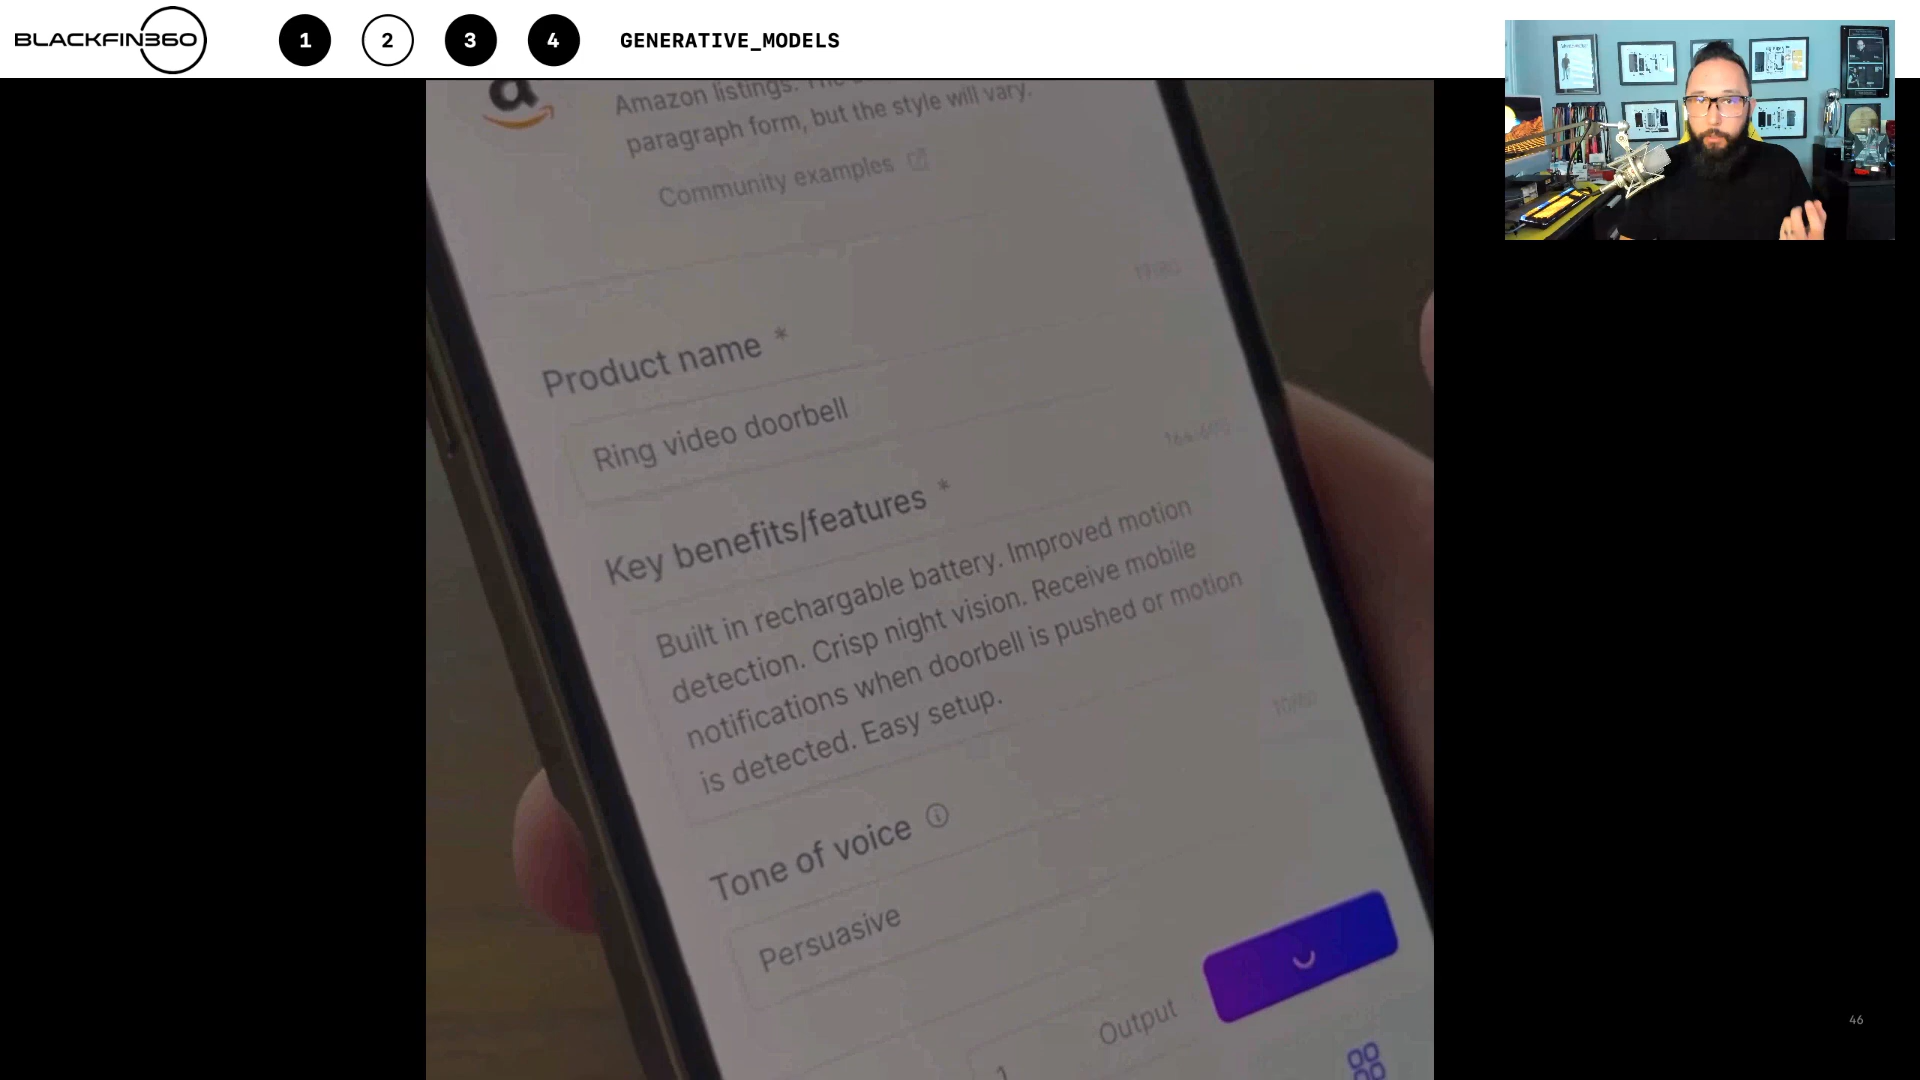 BLACKFIN360
1
2
3
4
GENERATIVE_MODELS
Amazon listings. The
paragraph form, but the style will vary.
Community examples
Product name *
Ring video doorbell
Key benefits/features *
Built in rechargable battery. Improved motion
detection. Crisp night vision. Receive mobile
notifications when doorbell is pushed or motion
is detected. Easy setup.
Tone of voice
Persuasive
1
Output
46